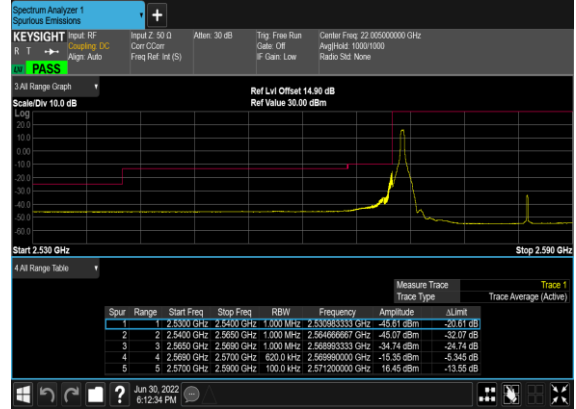 Spectrum Analyzer 1
Spurious Emissions
+
KEYSIGHT Input: RF Input Z: 50 Ω Atten: 30 dB Trig: Free Run Center Freq: 22.005000000 GHz
R T Coupling: DC Corr CCorr Gate: Off Avg|Hold: 1000/1000
Align: Auto Freq Ref: Int (S) IF Gain: Low Radio Std: None
PASS
3 All Range Graph
Ref Lvl Offset 14.90 dB
Scale/Div 10.0 dB Ref Value 30.00 dBm
Log
20.0
10.0
0.00
-10.0
-20.0
-30.0
-40.0
-50.0
-60.0
Start 2.530 GHz Stop 2.590 GHz
4 All Range Table
Measure Trace Trace 1
Trace Type Trace Average (Active)
Spur Range Start Freq Stop Freq RBW Frequency Amplitude ΔLimit
1 1 2.5300 GHz 2.5400 GHz 1.000 MHz 2.530983333 GHz -45.61 dBm -20.61 dB
2 2 2.5400 GHz 2.5650 GHz 1.000 MHz 2.564666667 GHz -45.07 dBm -32.07 dB
3 3 2.5650 GHz 2.5690 GHz 1.000 MHz 2.568993333 GHz -34.74 dBm -24.74 dB
4 4 2.5690 GHz 2.5700 GHz 620.0 kHz 2.569990000 GHz -15.35 dBm -5.345 dB
5 5 2.5700 GHz 2.5900 GHz 100.0 kHz 2.571200000 GHz 16.45 dBm -13.55 dB
? Jun 30, 2022
6:12:34 PM